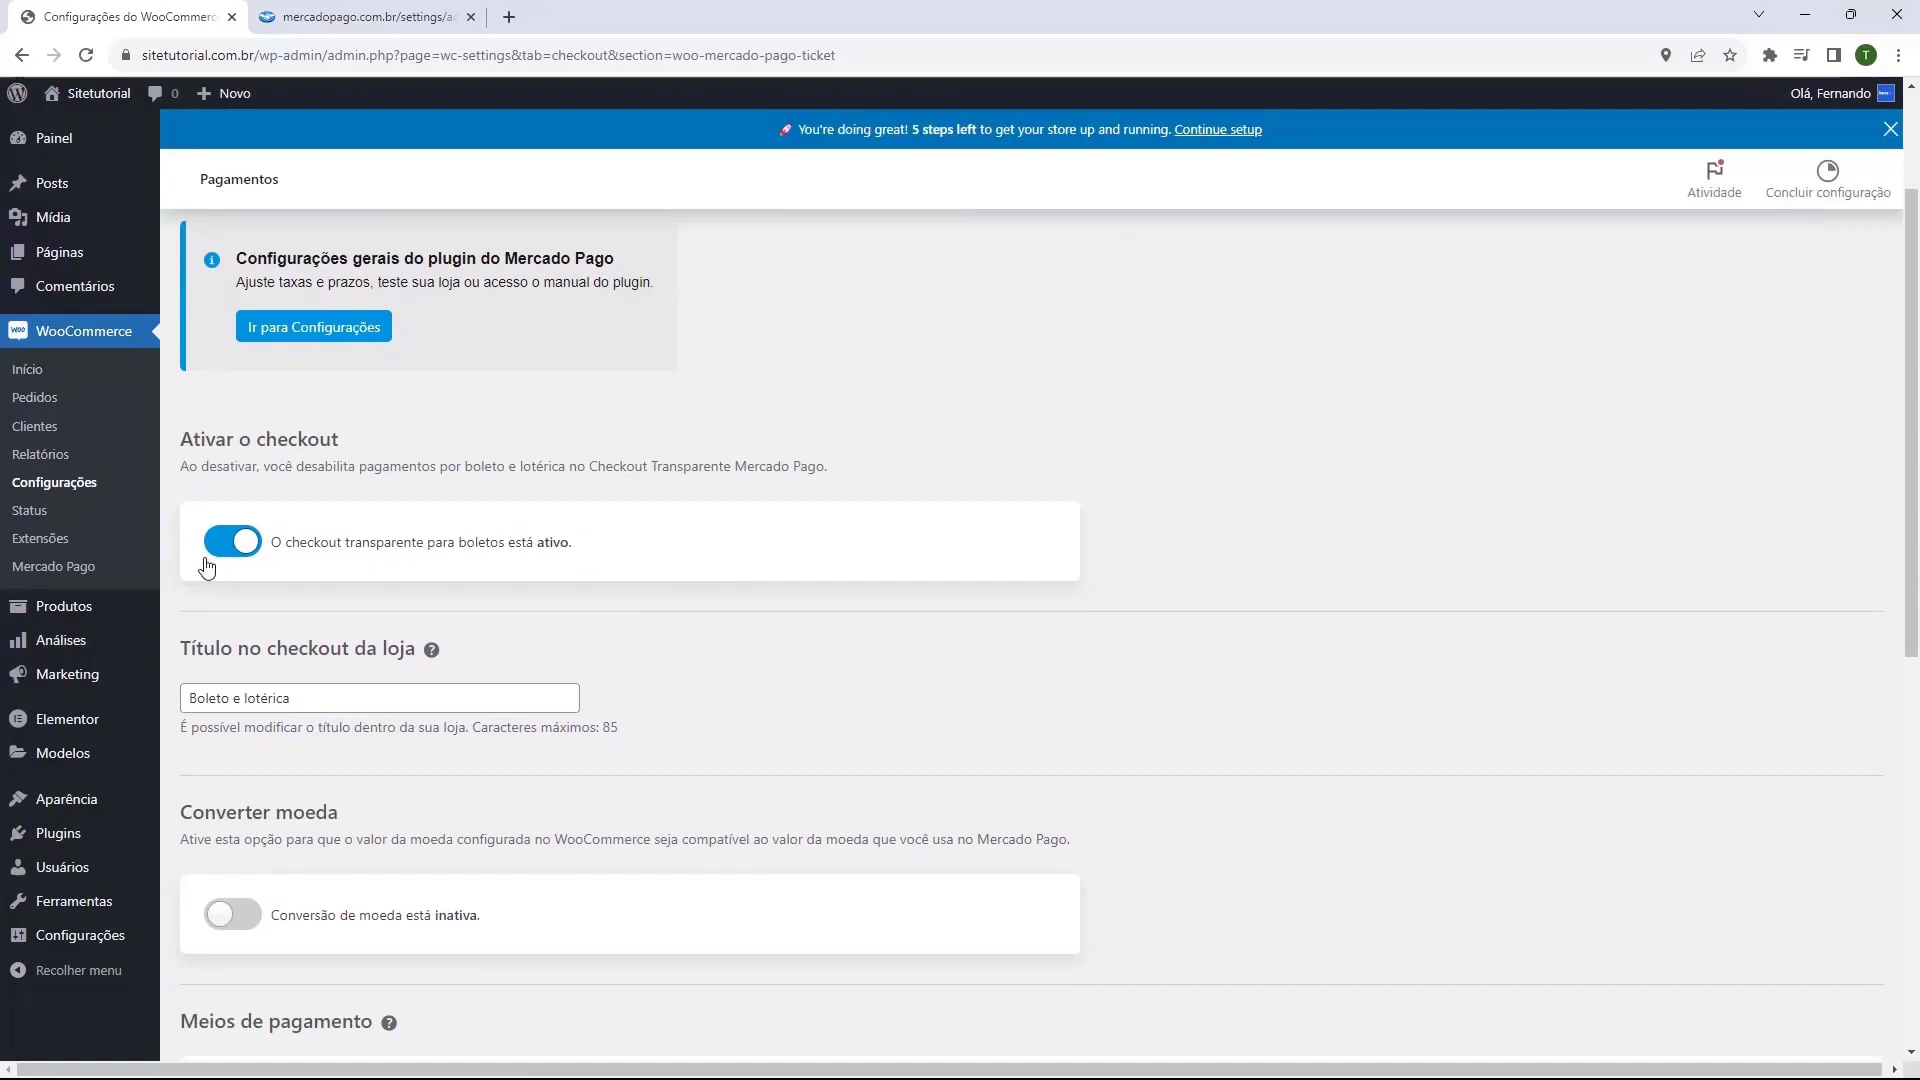 Configurações do WooCommerc
mercadopago.com.br/settings/ac
sitetutorial.com.br/wp-admin/admin.php?page=wc-settings&tab=checkout&section=woo-mercado-pago-ticket
T
Sitetutorial
0
Novo
Olá, Fernando
You're doing great! 5 steps left to get your store up and running. Continue setup
Pagamentos
Atividade
Concluir configuração
Painel
Posts
Mídia
Páginas
Comentários
WooCommerce
Início
Pedidos
Clientes
Relatórios
Configurações
Status
Extensões
Mercado Pago
Produtos
Análises
Marketing
Elementor
Modelos
Aparência
Plugins
Usuários
Ferramentas
Configurações
Recolher menu
Configurações gerais do plugin do Mercado Pago
Ajuste taxas e prazos, teste sua loja ou acesso o manual do plugin.
Ir para Configurações
Ativar o checkout
Ao desativar, você desabilita pagamentos por boleto e lotérica no Checkout Transparente Mercado Pago.
O checkout transparente para boletos está ativo.
Título no checkout da loja
Boleto e lotérica
É possível modificar o título dentro da sua loja. Caracteres máximos: 85
Converter moeda
Ative esta opção para que o valor da moeda configurada no WooCommerce seja compatível ao valor da moeda que você usa no Mercado Pago.
Conversão de moeda está inativa.
Meios de pagamento